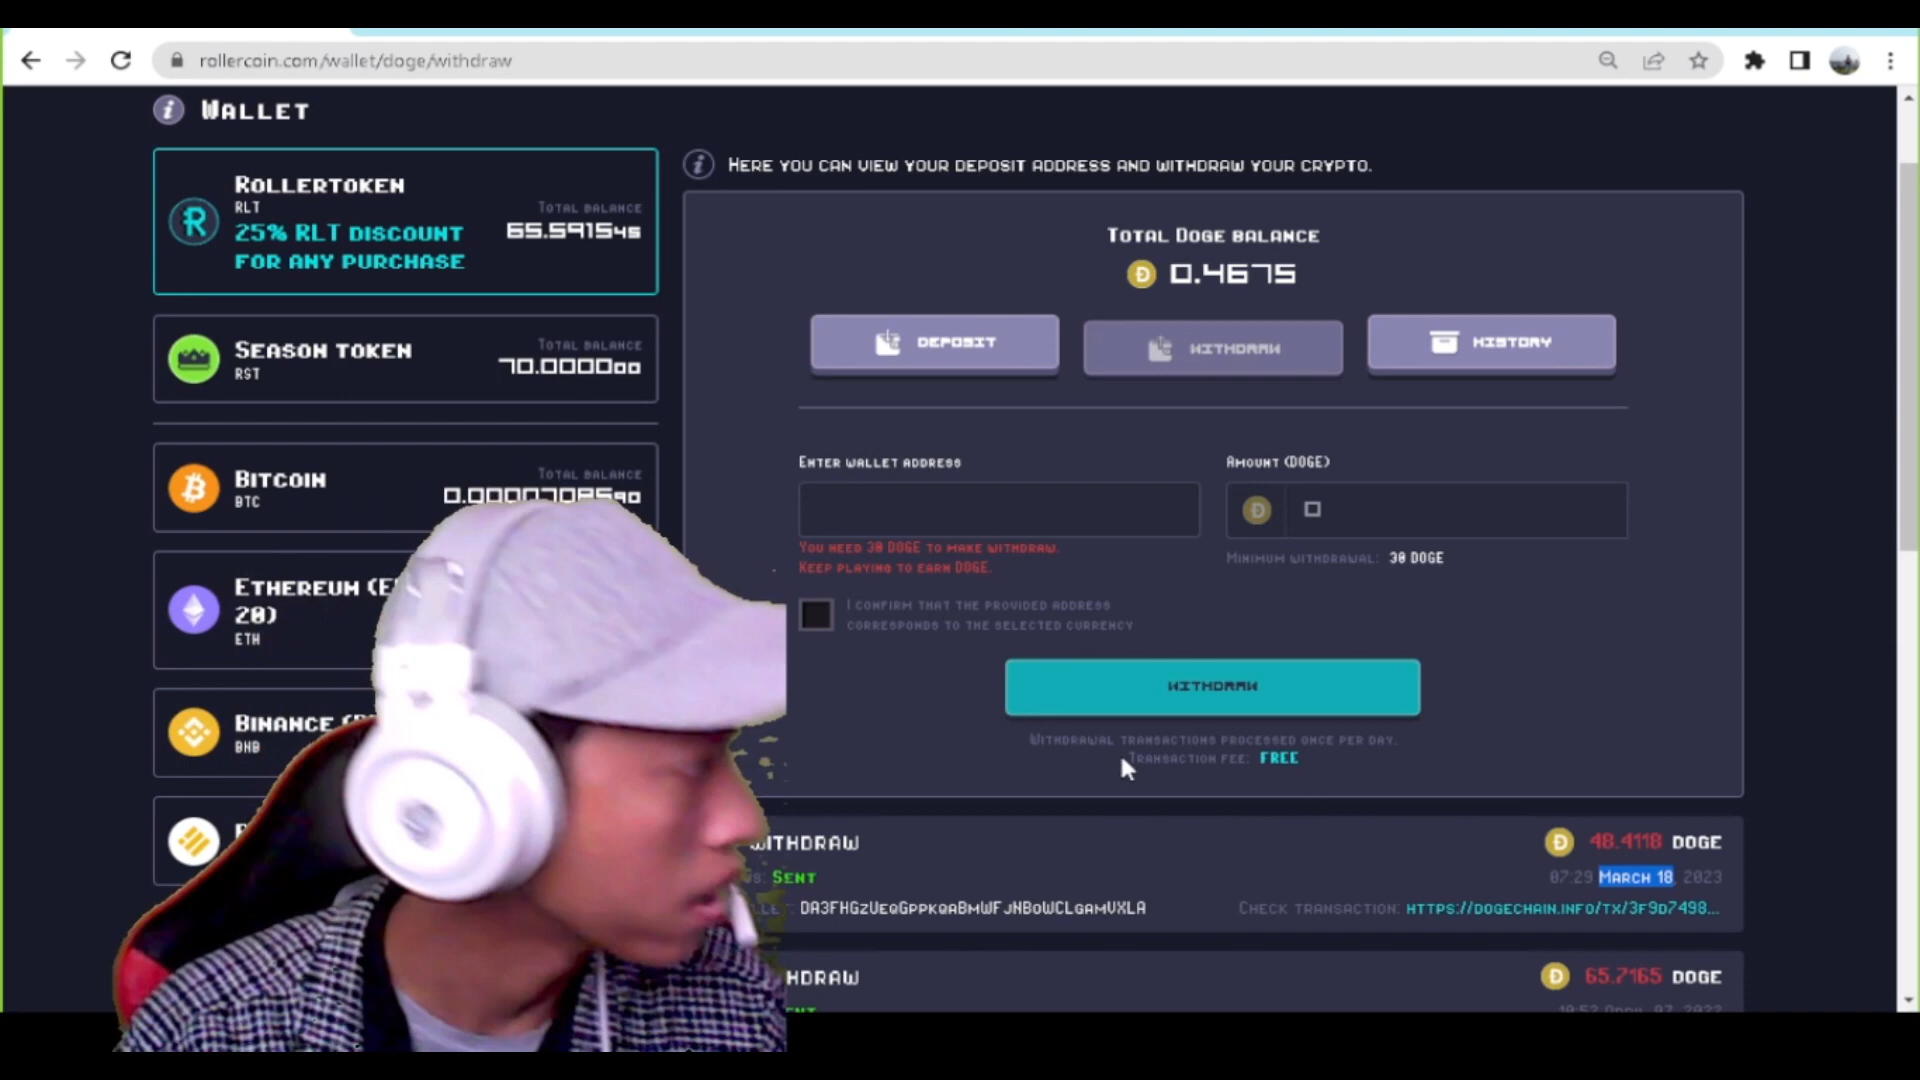 rollercoin.com/wallet/doge/withdraw
WALLET
ROLLERTOKEN
RLT
25% RLT DISCOUNT
FOR ANY PURCHASE
TOTAL BALANCE
65.591545
SEASON TOKEN
RST
TOTAL BALANCE
70.000000
BITCOIN
BTC
TOTAL BALANCE
ETHEREUM (E
20)
ETH
BINANCE
BNB
HERE YOU CAN VIEW YOUR DEPOSIT ADDRESS AND WITHDRAW YOUR CRYPTO.
TOTAL DOGE BALANCE
0.4675
DEPOSIT
WITHDRAW
HISTORY
ENTER WALLET ADDRESS
AMOUNT (DOGE)
0
YOU NEED 30 DOGE TO MAKE WITHDRAW.
KEEP PLAYING TO EARN DOGE.
MINIMUM WITHDRAWAL: 30 DOGE
I CONFIRM THAT THE PROVIDED ADDRESS
CORRESPONDS TO THE SELECTED CURRENCY
WITHDRAW
WITHDRAWAL TRANSACTIONS PROCESSED ONCE PER DAY.
TRANSACTION FEE: FREE
WITHDRAW
48.4118 DOGE
SENT
07:29 MARCH 18, 2023
CHECK TRANSACTION: HTTPS://DOGECHAIN.INFO/TX/3F9D7498...
HDRAW
65.7165 DOGE